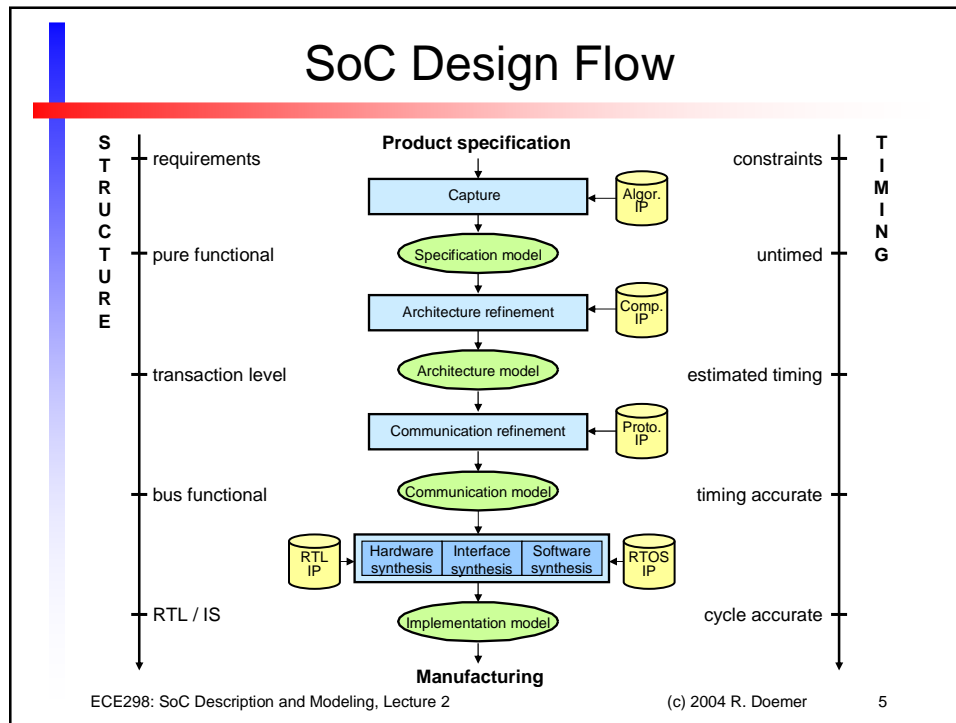 SoC Design Flow
S
T
R
U
C
T
U
R
E
requirements
pure functional
transaction level
bus functional
RTL / IS
Product specification
Capture
Algor.
IP
Specification model
Architecture refinement
Comp.
IP
Architecture model
Communication refinement
Proto.
IP
Communication model
RTL
IP
Hardware
synthesis
Interface
synthesis
Software
synthesis
RTOS
IP
Implementation model
Manufacturing
constraints
untimed
estimated timing
timing accurate
cycle accurate
T
I
M
I
N
G
ECE298: SoC Description and Modeling, Lecture 2
(c) 2004 R. Doemer
5